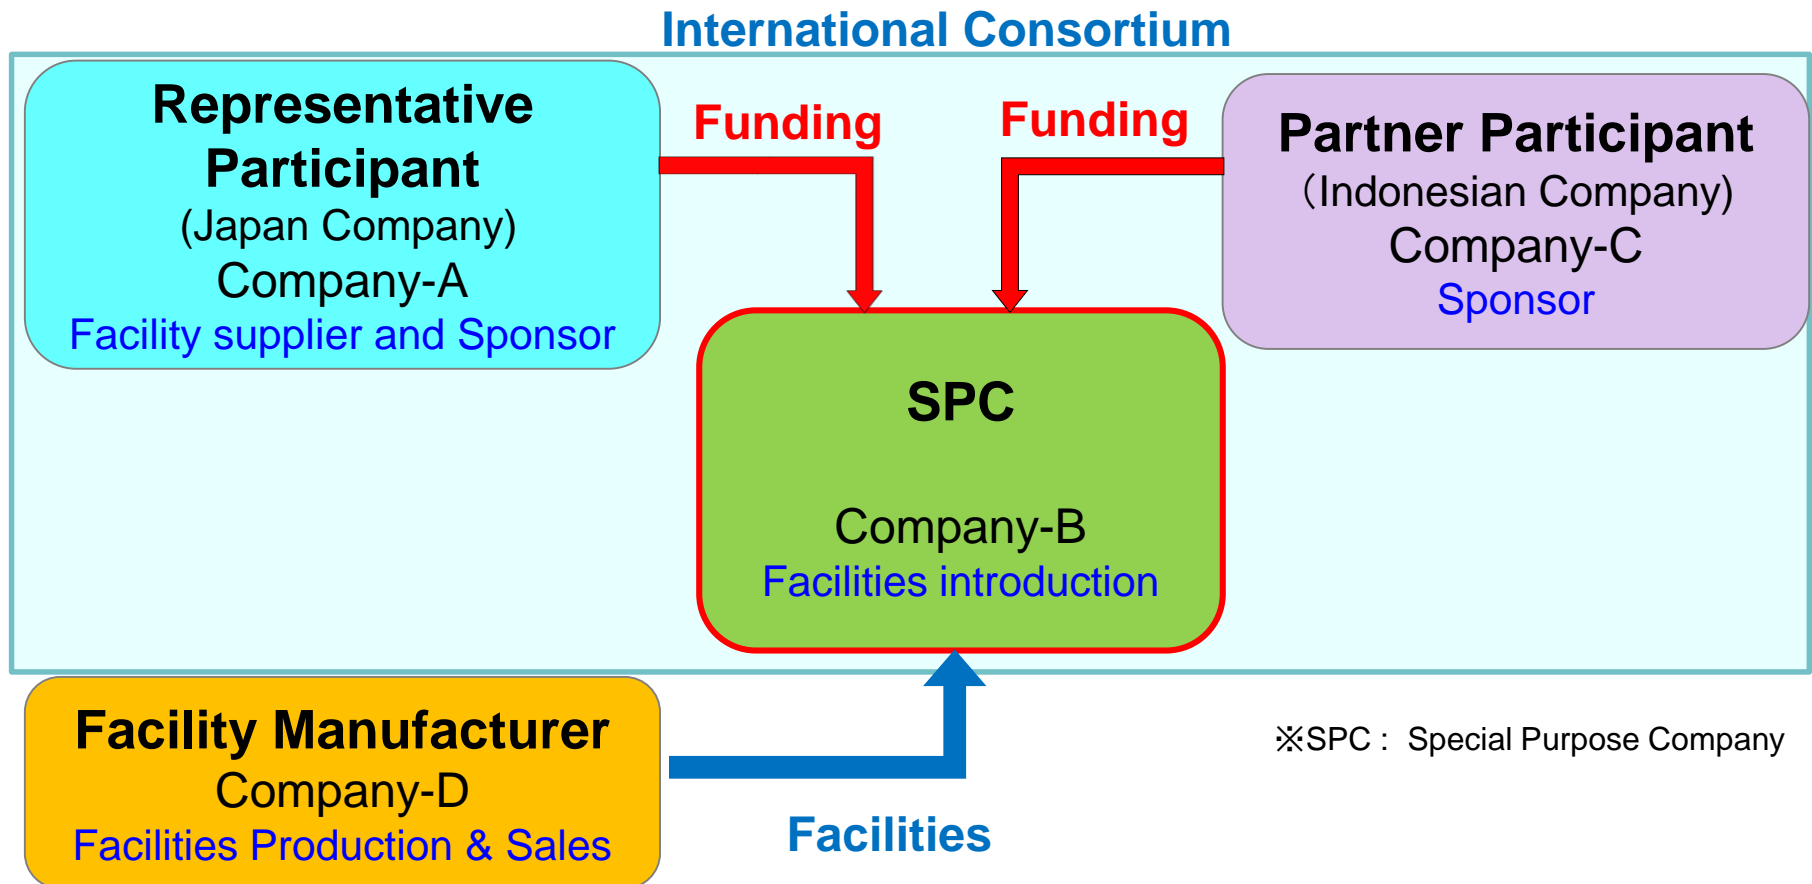 International Consortium
Representative
Participant
(Japan Company)
Company-A
Facility supplier and Sponsor
Funding
Funding
Partner Participant
（Indonesian Company)
Company-C
Sponsor
SPC
Company-B
Facilities introduction
Facility Manufacturer
Company-D
Facilities Production & Sales
Facilities
※SPC : Special Purpose Company